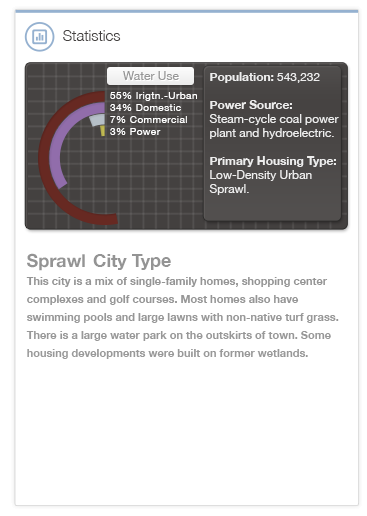 Statistics
Water Use
55% Irigtn.-Urban
34% Domestic
7% Commercial
3% Power
Population: 543,232
Power Source:
Steam-cycle coal power
plant and hydroelectric.
Primary Housing Type:
Low-Density Urban
Sprawl.
Sprawl City Type
This city is a mix of single-family homes, shopping center
complexes and golf courses. Most homes also have
swimming pools and large lawns with non-native turf grass.
There is a large water park on the outskirts of town. Some
housing developments were built on former wetlands.